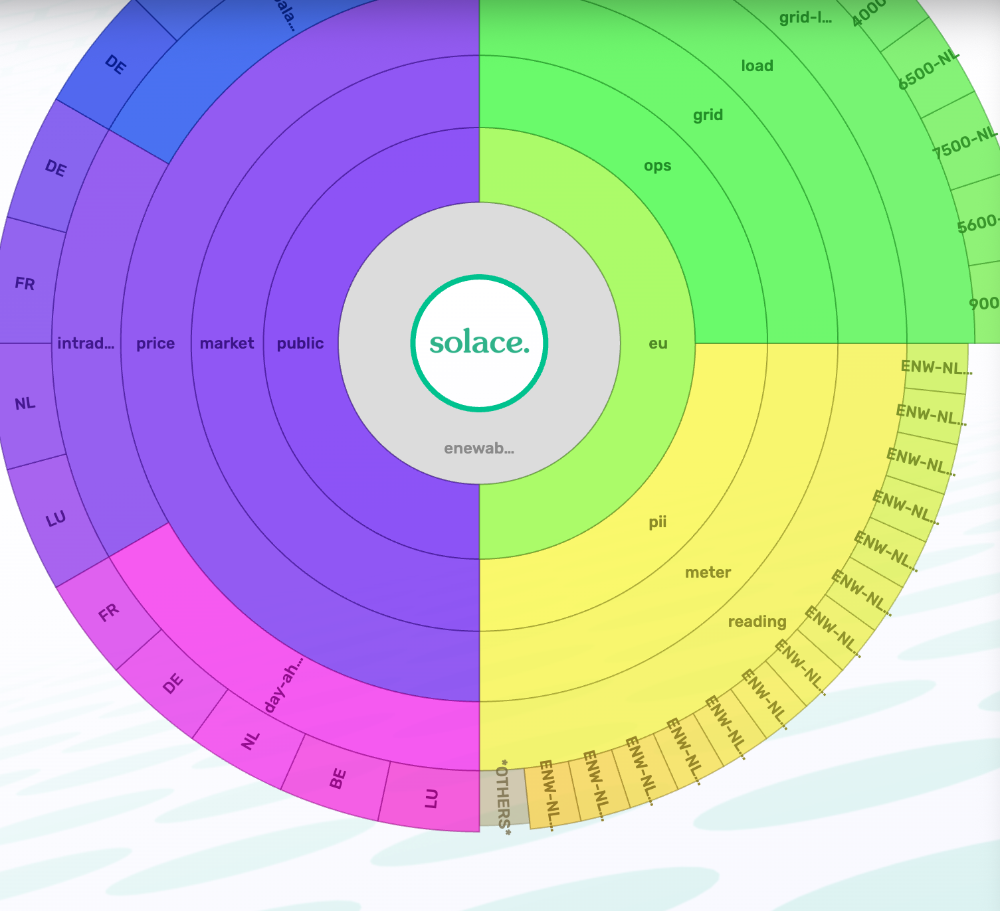 pala...
grid-l...
4000
DE
load
6500-NL
grid
7500-NL
DE
ops
5600-
FR
900
intrad...
price
market
public
solace.
eu
ENW-NL...
NL
ENW-NL...
enewab...
ENW-NL...
LU
pii
ENW-NL...
ENW-NL...
meter
ENW-NL...
FR
reading
ENW-NL...
ENW-NL...
DE
day-ah...
ENW-NL...
NL
ENW-NL...
ENW-NL...
BE
ENW-NL...
ENW-NL...
LU
*OTHERS*
ENW-NL...